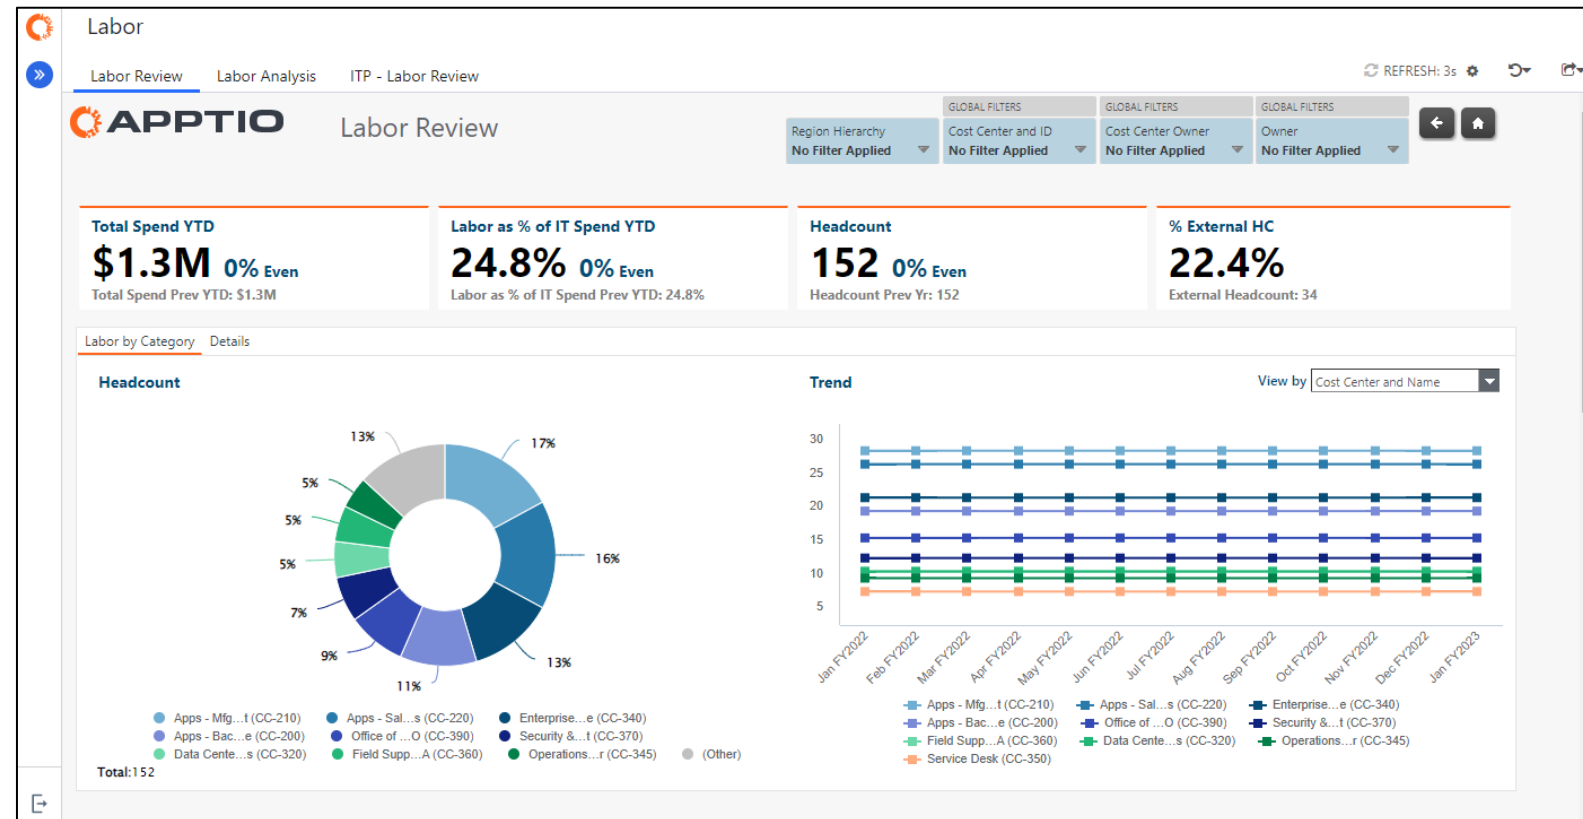 Labor
Labor Review Labor Analysis ITP - Labor Review
REFRESH: 3s
APPTIO
Labor Review
GLOBAL FILTERS GLOBAL FILTERS GLOBAL FILTERS
Region Hierarchy Cost Center and ID Cost Center Owner Owner
No Filter Applied No Filter Applied No Filter Applied No Filter Applied
Total Spend YTD
$1.3M 0% Even
Total Spend Prev YTD: $1.3M
Labor as % of IT Spend YTD
24.8% 0% Even
Labor as % of IT Spend Prev YTD: 24.8%
Headcount
152 0% Even
Headcount Prev Yr: 152
% External HC
22.4%
External Headcount: 34
Labor by Category Details
Headcount
13%
17%
5%
5%
16%
5%
7%
9%
13%
11%
Apps - Mfg...t (CC-210) Apps - Sal...s (CC-220) Enterprise...e (CC-340)
Apps - Bac...e (CC-200) Office of ...O (CC-390) Security &...t (CC-370)
Data Cente...s (CC-320) Field Supp...A (CC-360) Operations...r (CC-345) (Other)
Total:152
Trend
View by Cost Center and Name
30
25
20
15
10
5
Jan FY2022 Feb FY2022 Mar FY2022 Apr FY2022 May FY2022 Jun FY2022 Jul FY2022 Aug FY2022 Sep FY2022 Oct FY2022 Nov FY2022 Dec FY2022 Jan FY2023
Apps - Mfg...t (CC-210) Apps - Sal...s (CC-220) Enterprise...e (CC-340)
Apps - Bac...e (CC-200) Office of ...O (CC-390) Security &...t (CC-370)
Field Supp...A (CC-360) Data Cente...s (CC-320) Operations...r (CC-345)
Service Desk (CC-350)